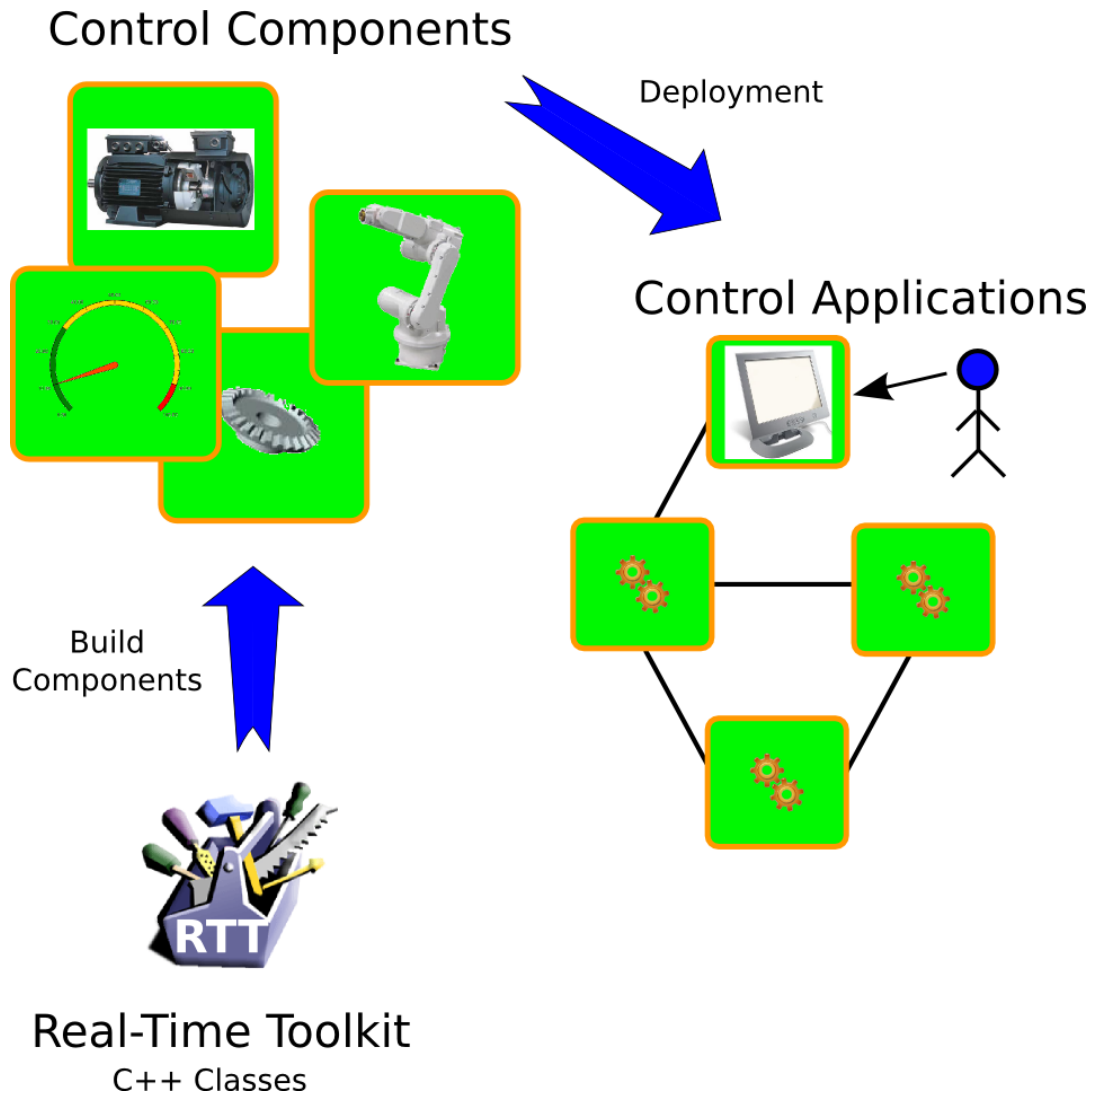 Control Components
Deployment
Control Applications
Build
Components
RTT
Real-Time Toolkit
C++ Classes